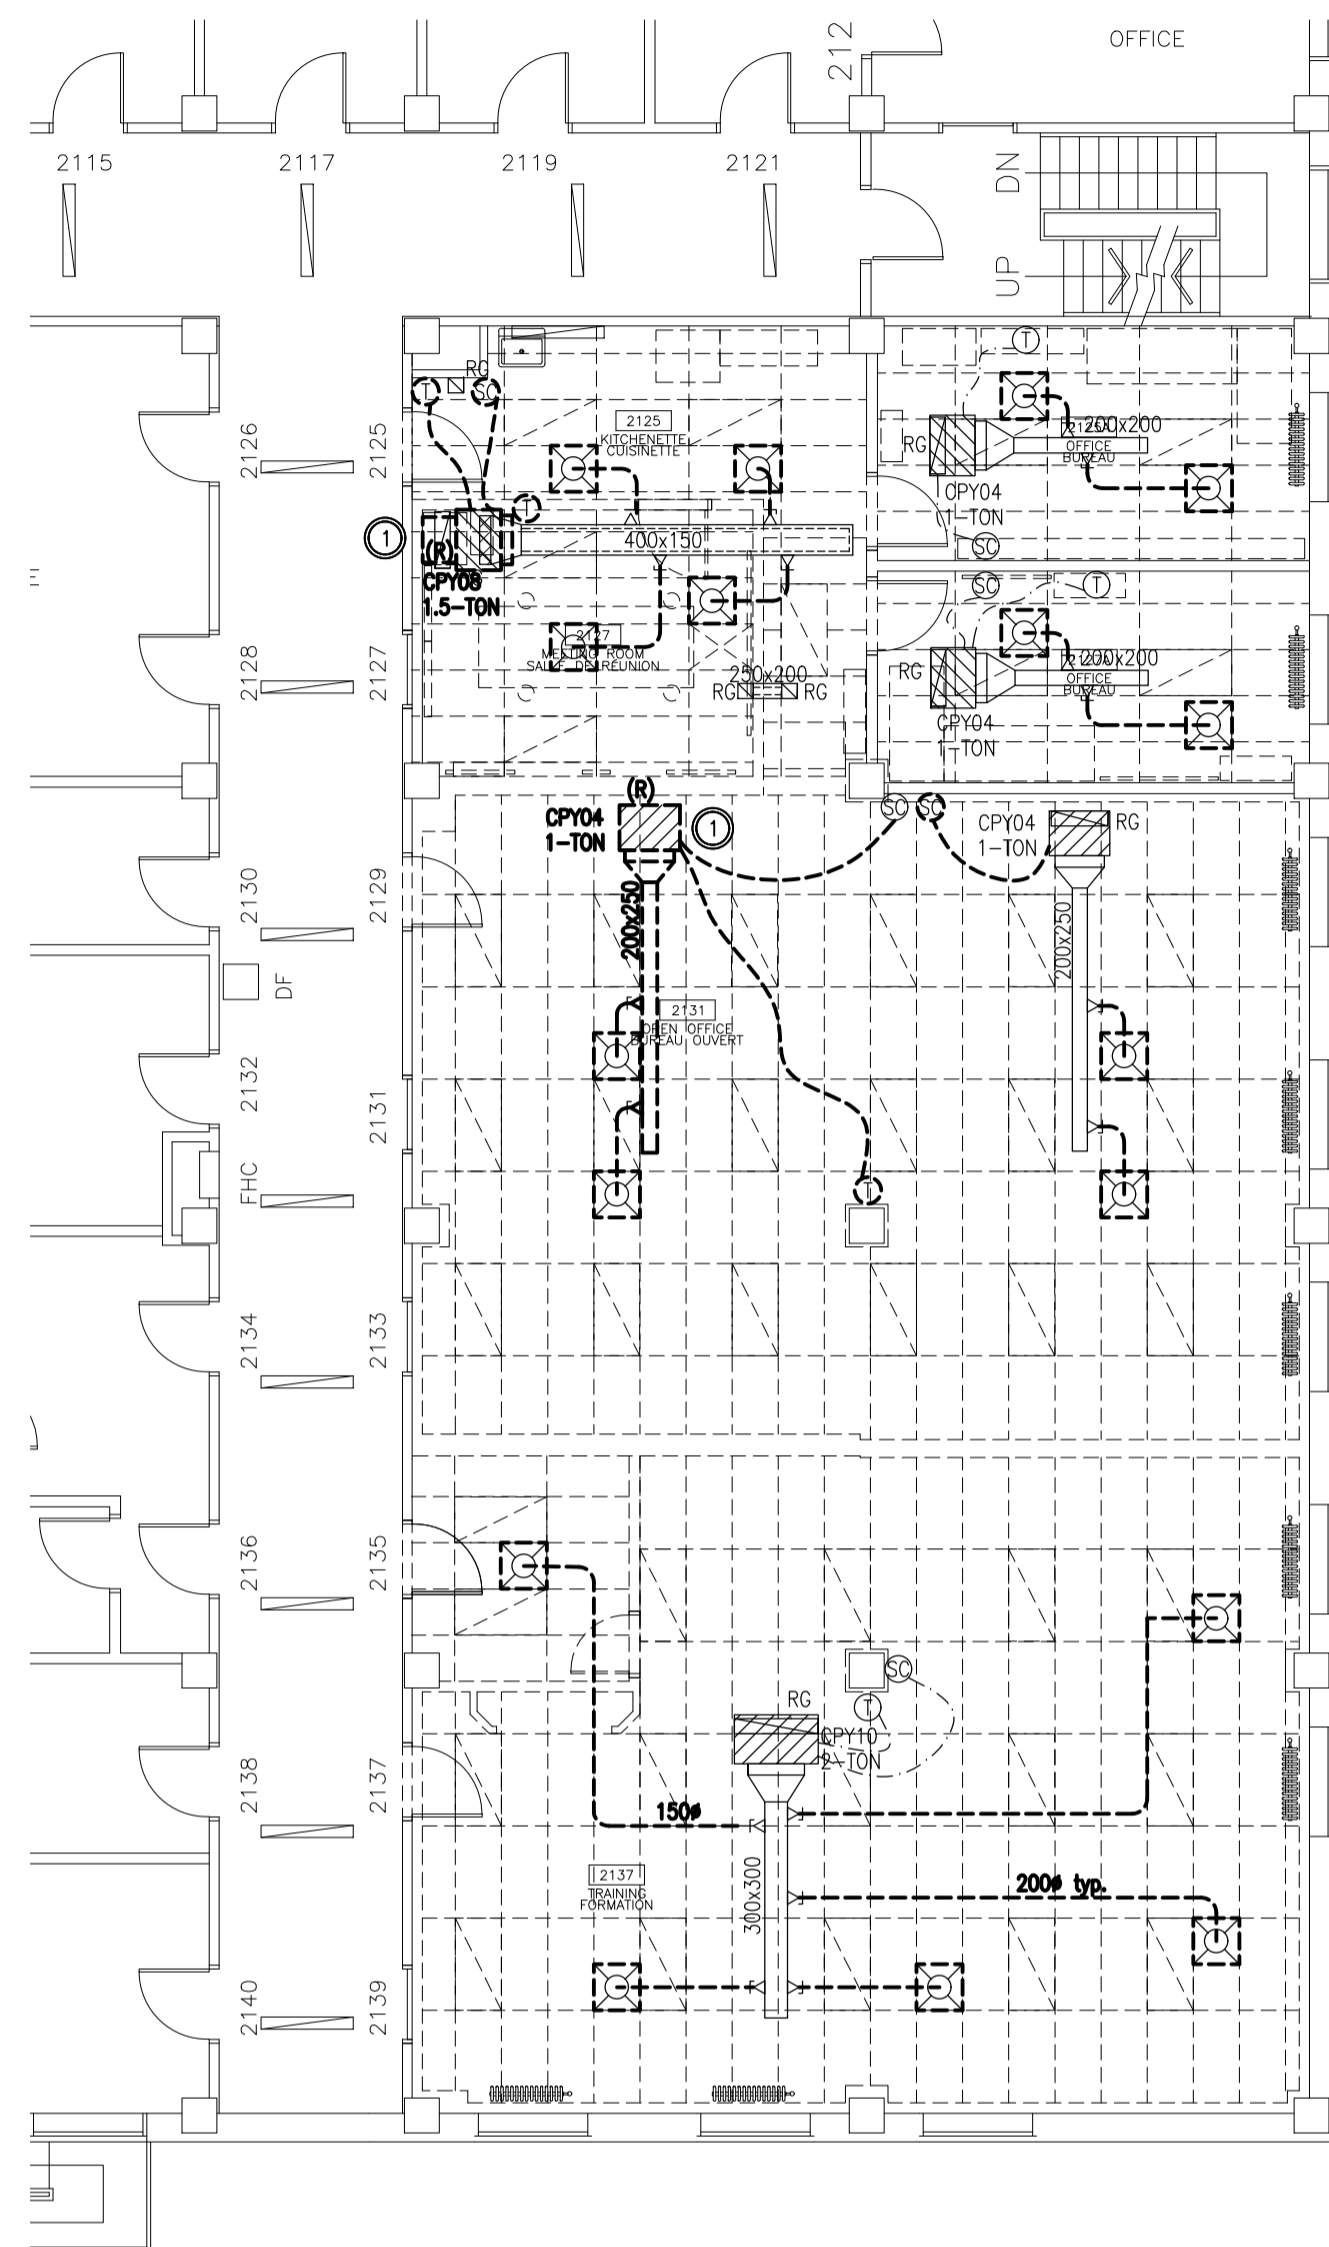 OFFICE
212
2115
2117
2119
2121
DN
UP
RG
T
SC
T
2125
KITCHENETTE
CUISINETTE
2126
2125
RG
200x200
2125A
OFFICE
BUREAU
CPY04
1-TON
SC
T
1
(R)
CPY08
1.5-TON
400x150
SC
T
2127
MEETING ROOM
SALLE DE RÉUNION
2128
2127
250x200
RG
RG
RG
200x200
2127A
OFFICE
BUREAU
CPY04
1-TON
(R)
CPY04
1-TON
1
SC
SC
CPY04
1-TON
RG
2130
2129
200x250
200x250
DF
2131
OPEN OFFICE
BUREAU OUVERT
2132
2131
FHC
T
2134
2133
2136
2135
SC
RG
T
CPY10
2-TON
2138
2137
150ø
2137
TRAINING
FORMATION
300x300
200ø typ.
2140
2139